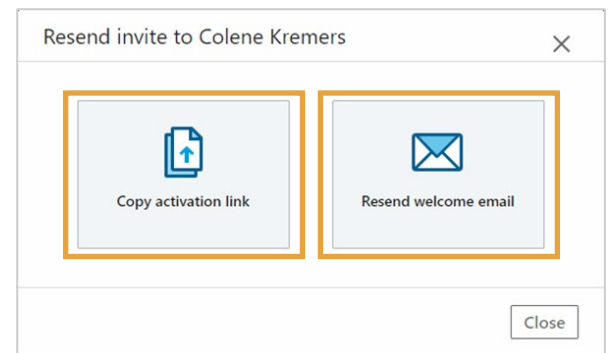 Resend invite to Colene Kremers
Copy activation link
Resend welcome email
Close